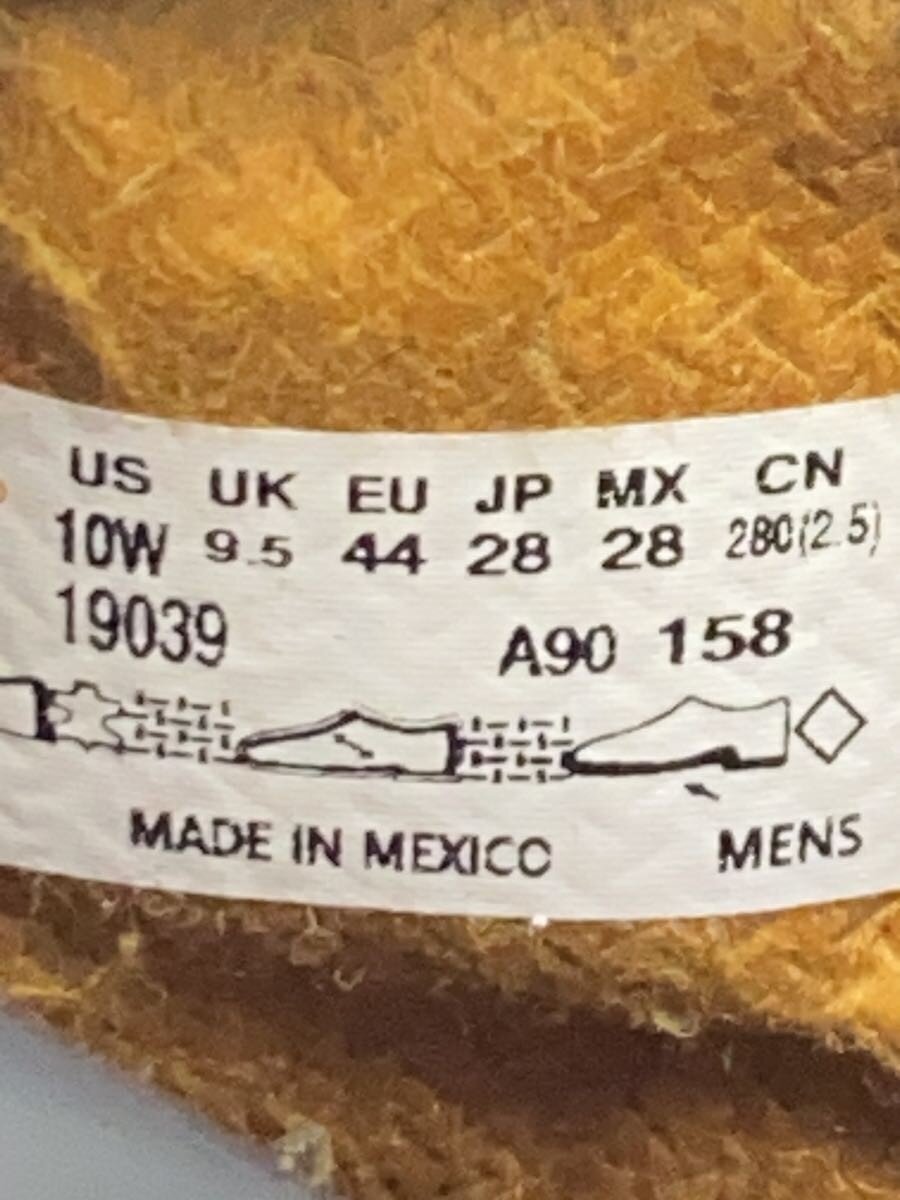 US UK EU JP MX CN
10W 9.5 44 28 28 280(2.5)
19039 A90 158
MADE IN MEXICO MENS